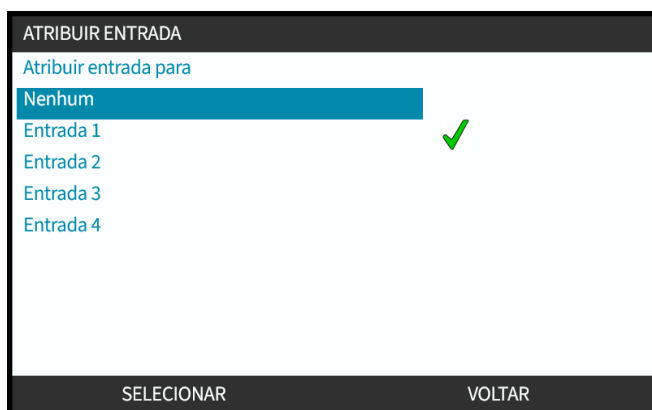 ATRIBUIR ENTRADA
Atribuir entrada para
Nenhum
Entrada 1
Entrada 2
Entrada 3
Entrada 4
SELECIONAR VOLTAR